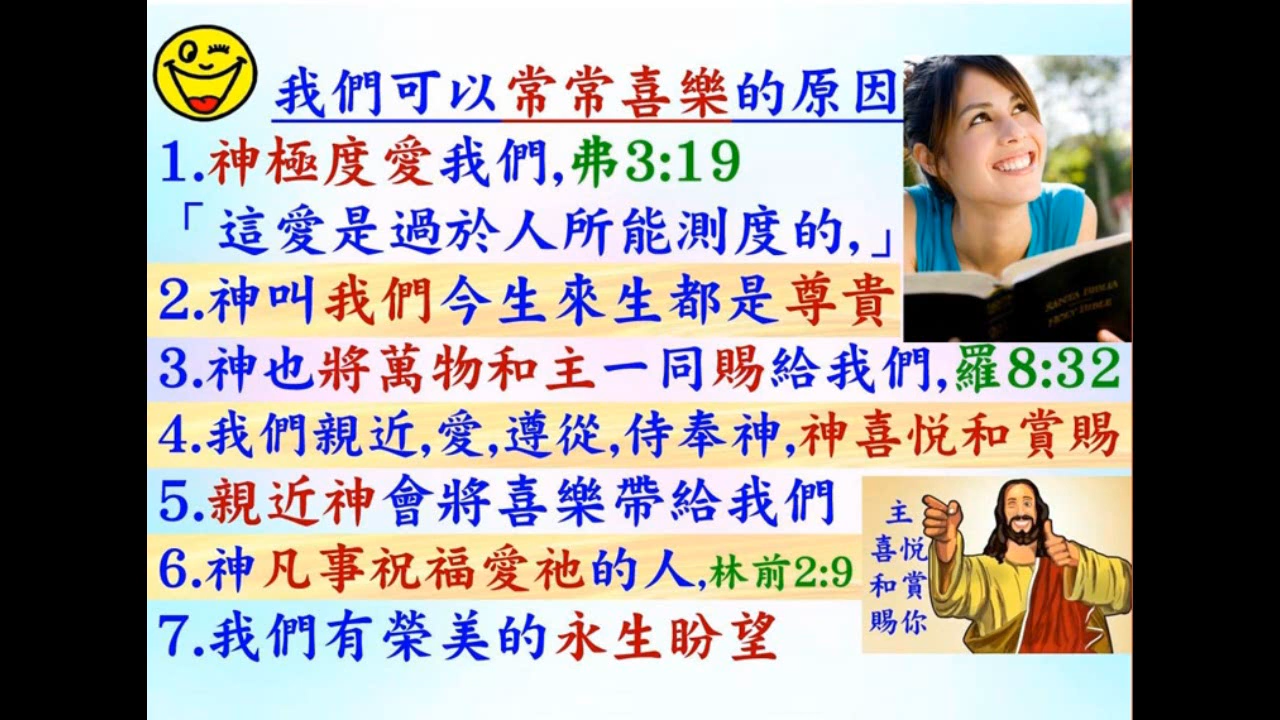 我們可以常常喜樂的原因
1.神極度愛我們,弗3:19
「這愛是過於人所能測度的,」
2.神叫我們今生來生都是尊貴
3.神也將萬物和主一同賜給我們,羅8:32
4.我們親近,愛,遵從,侍奉神,神喜悅和賞賜
5.親近神會將喜樂帶給我們
6.神凡事祝福愛祂的人,林前2:9
7.我們有榮美的永生盼望
SANTA BIBLIA
HOLY BIBLE
主
喜悅
和賞
賜你